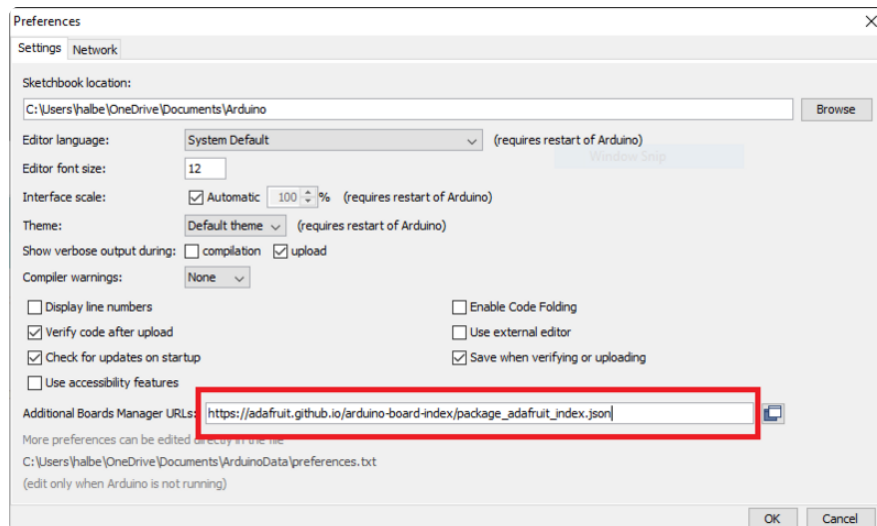 Preferences
Settings Network
Sketchbook location:
C:\Users\halbe\OneDrive\Documents\Arduino Browse
Editor language: System Default (requires restart of Arduino)
Window Snip
Editor font size: 12
Interface scale: Automatic 100 % (requires restart of Arduino)
Theme: Default theme (requires restart of Arduino)
Show verbose output during: compilation upload
Compiler warnings: None
Display line numbers Enable Code Folding
Verify code after upload Use external editor
Check for updates on startup Save when verifying or uploading
Use accessibility features
Additional Boards Manager URLs: https://adafruit.github.io/arduino-board-index/package_adafruit_index.json
More preferences can be edited directly in the file
C:\Users\halbe\OneDrive\Documents\ArduinoData\preferences.txt
(edit only when Arduino is not running)
OK Cancel